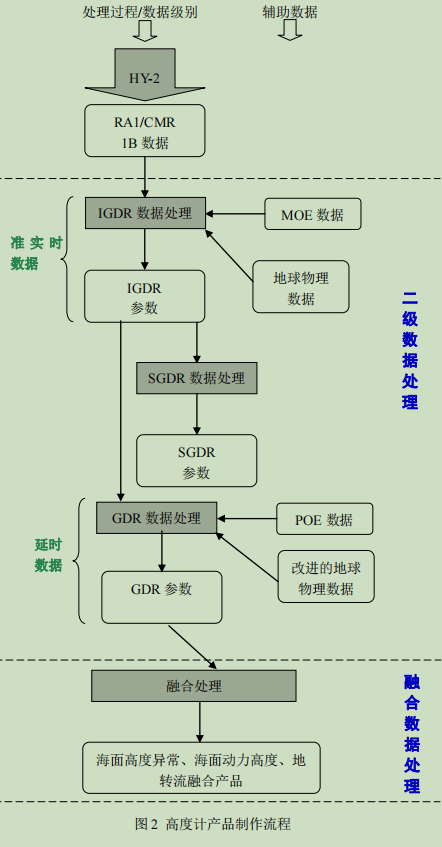 处理过程/数据级别
辅助数据
HY-2
RA1/CMR
1B 数据
IGDR 数据处理
MOE 数据
准实时
数据
地球物理
数据
IGDR
参数
二级数据处理
SGDR 数据处理
SGDR
参数
GDR 数据处理
POE 数据
延时
数据
改进的地球
物理数据
GDR 参数
融合处理
融合数据处理
海面高度异常、海面动力高度、地
转流融合产品
图 2 高度计产品制作流程